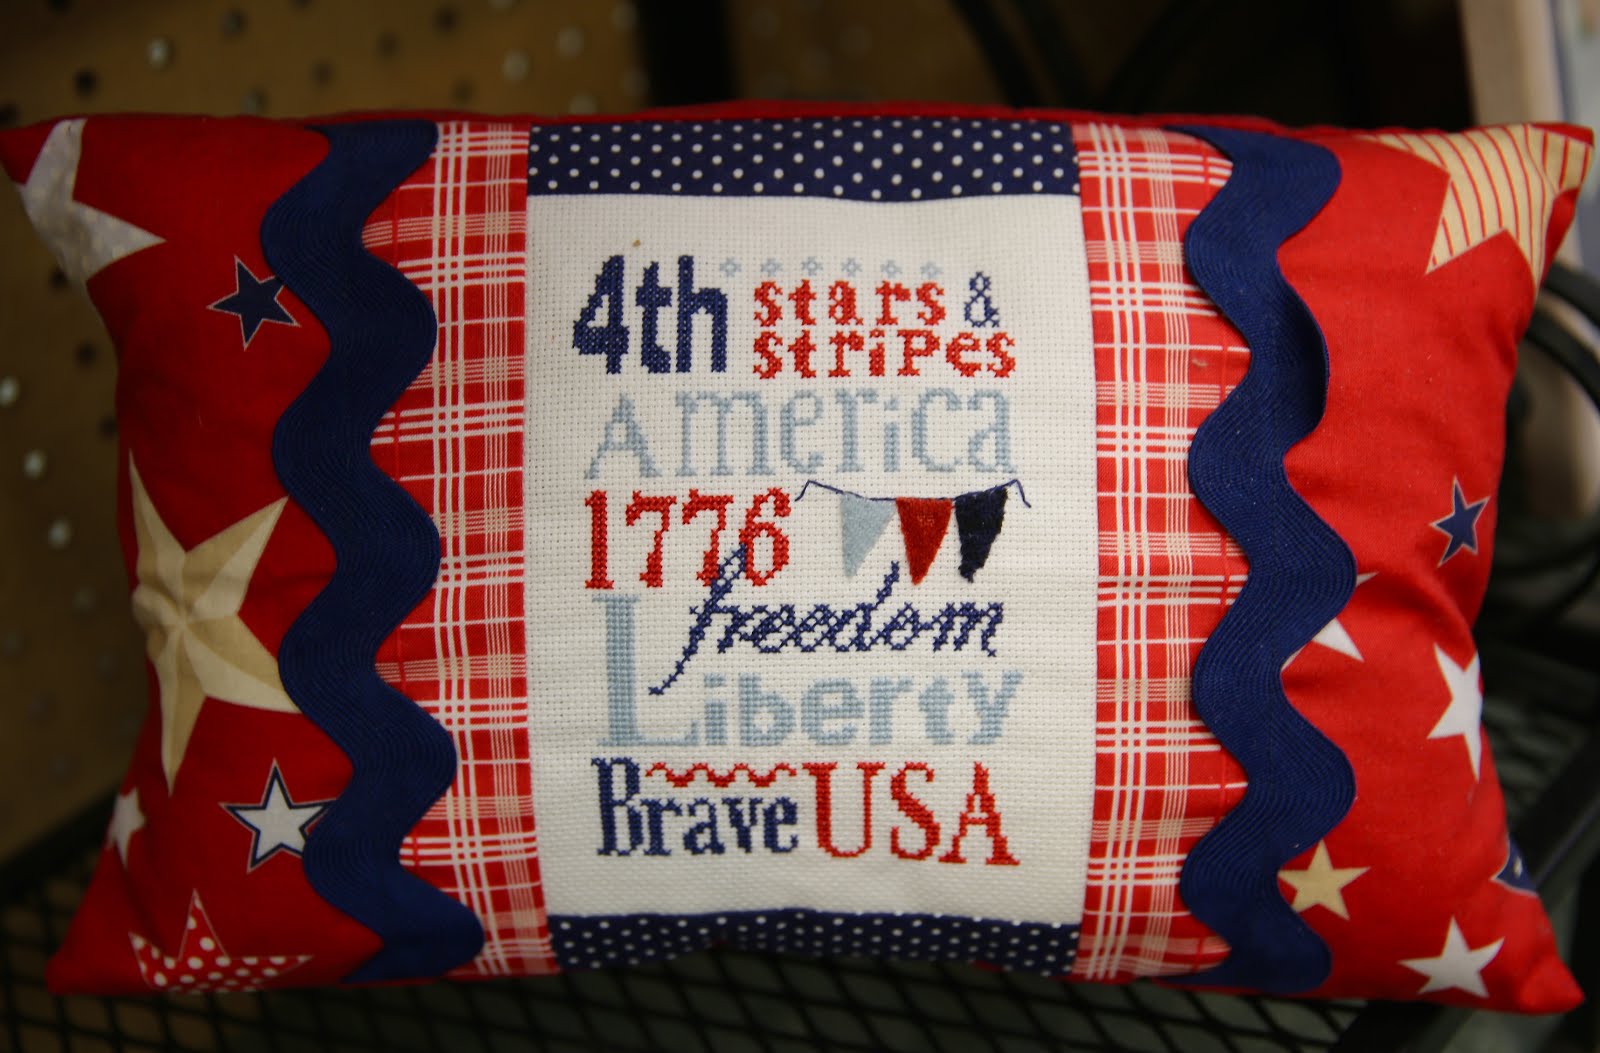 4th stars &
stripes
America
1776
freedom
Liberty
Brave USA